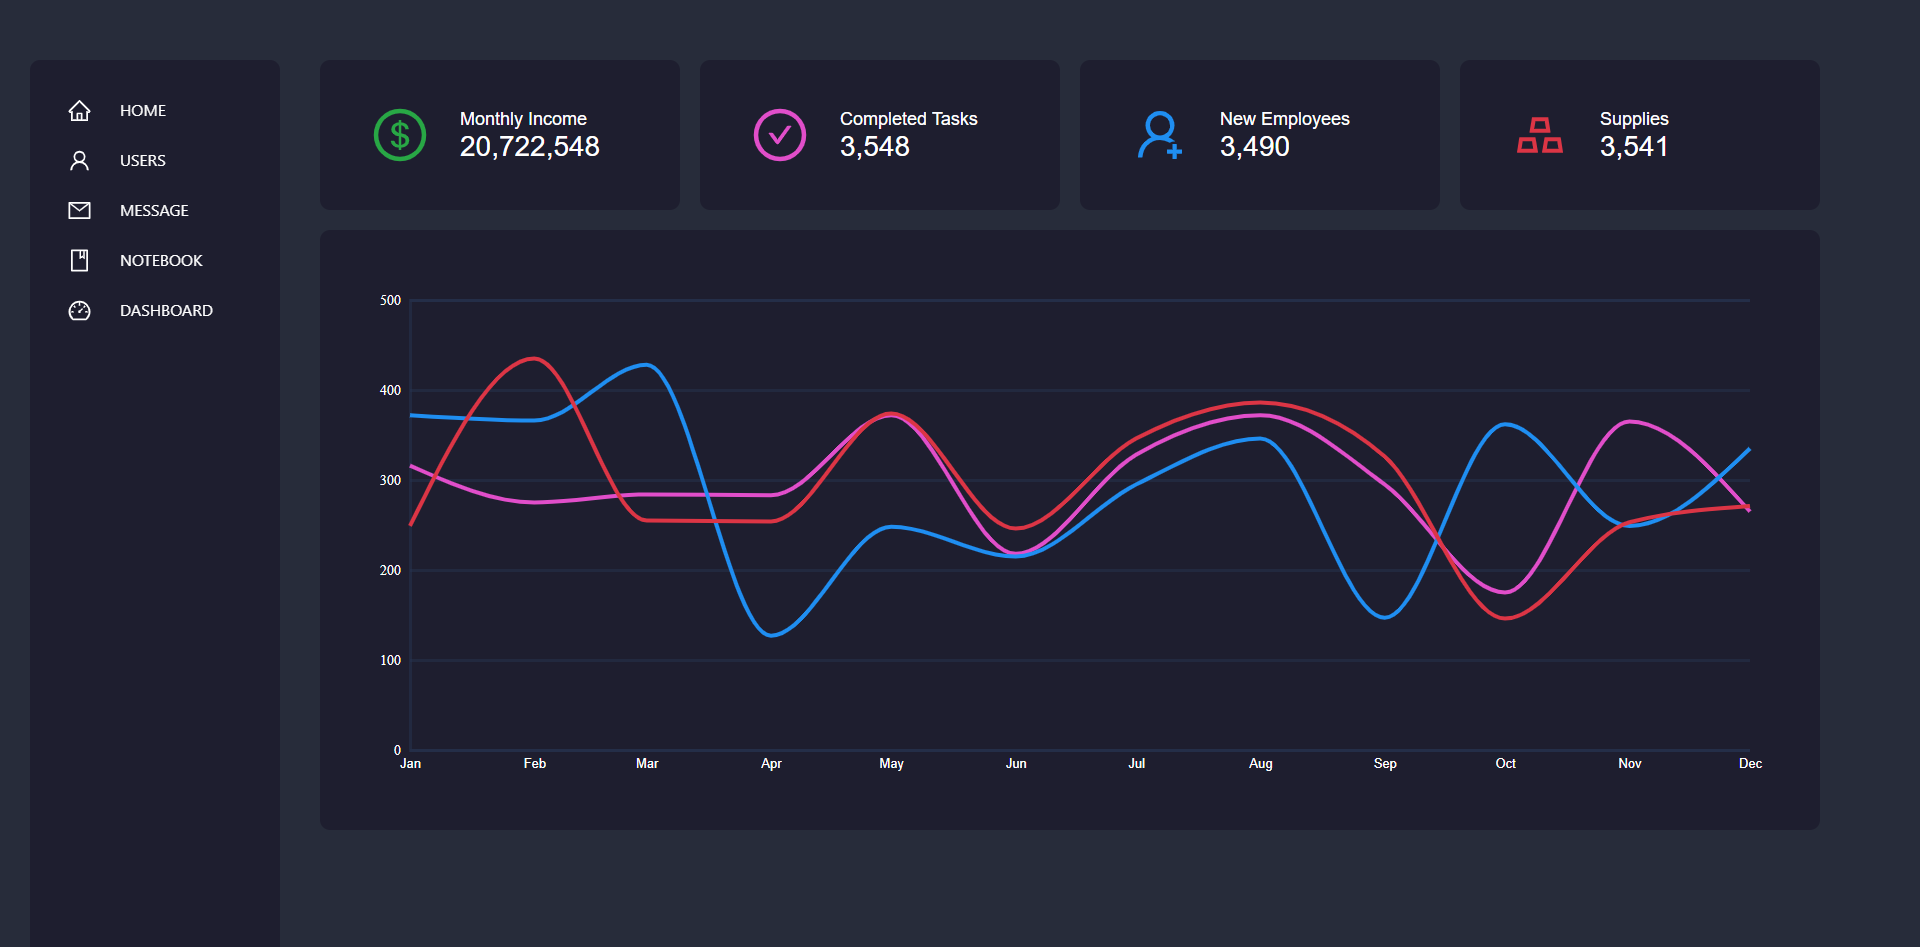 HOME
USERS
MESSAGE
NOTEBOOK
DASHBOARD
Monthly Income
20,722,548
Completed Tasks
3,548
New Employees
3,490
Supplies
3,541
500
400
300
200
100
0
Jan Feb Mar Apr May Jun Jul Aug Sep Oct Nov Dec